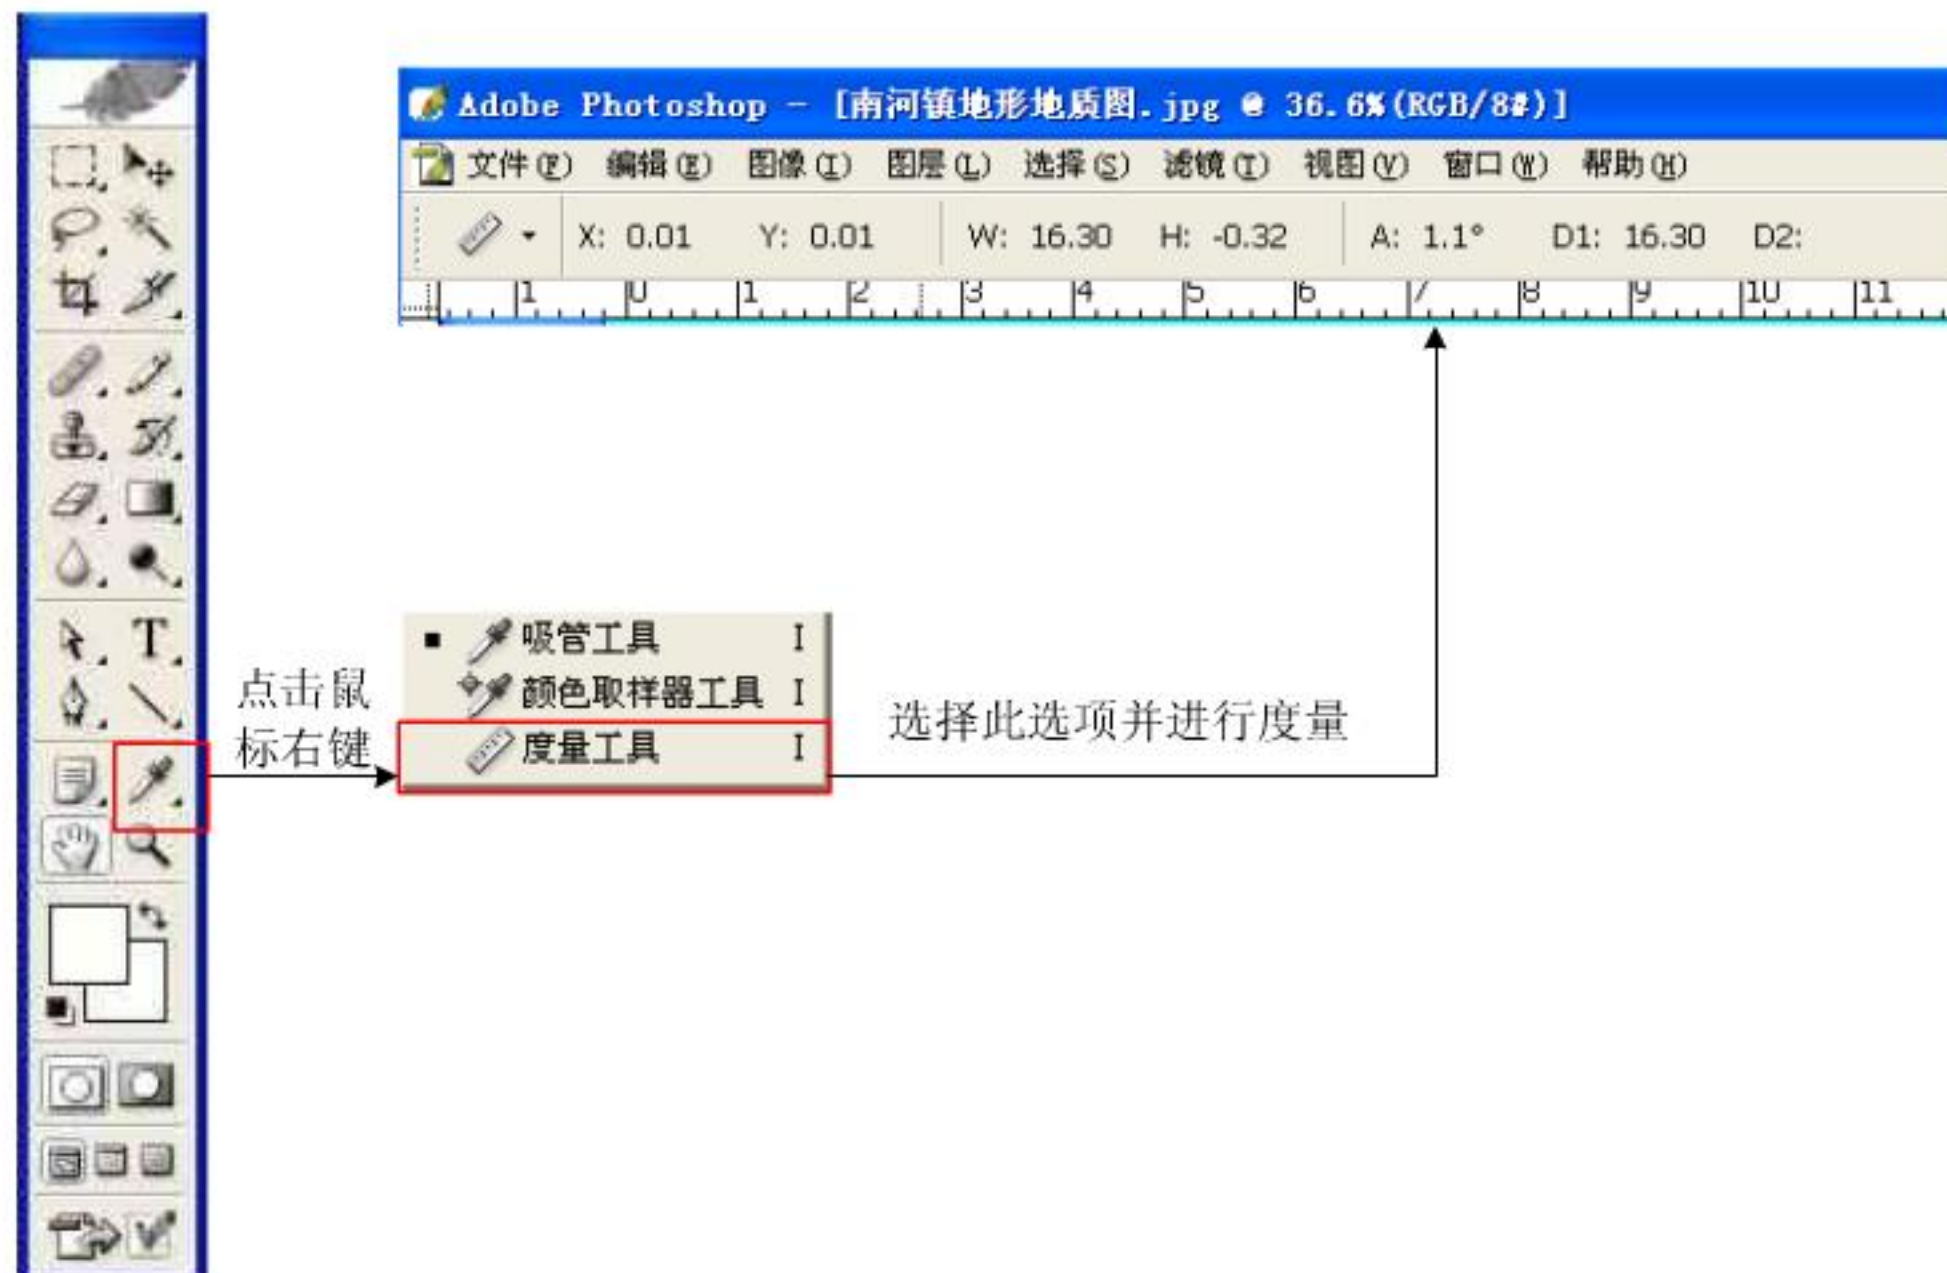 Adobe Photoshop - [南河镇地形地质图.jpg @ 36.6%(RGB/8#)]
文件(F) 编辑(E) 图像(I) 图层(L) 选择(S) 滤镜(T) 视图(V) 窗口(W) 帮助(H)
X: 0.01 Y: 0.01 W: 16.30 H: -0.32 A: 1.1° D1: 16.30 D2:
1 0 1 2 3 4 5 6 7 8 9 10 11
T
点击鼠
标右键
吸管工具 I
颜色取样器工具 I
度量工具 I
选择此选项并进行度量